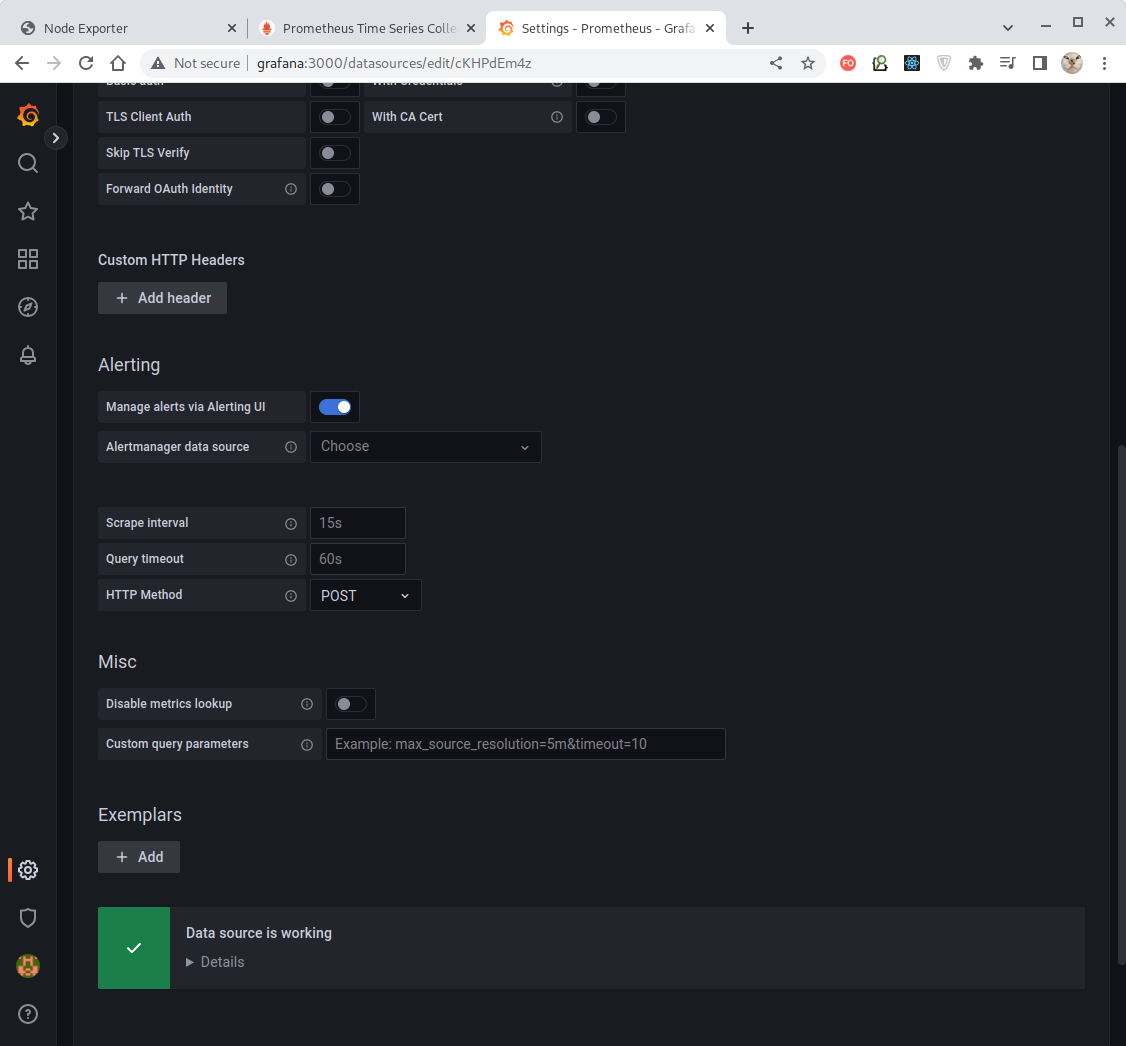 Node Exporter
Prometheus Time Series Colle
Settings - Prometheus - Grafa
Not secure
grafana:3000/datasources/edit/cKHPdEm4z
FO
Basic auth
With Credentials
TLS Client Auth
With CA Cert
Skip TLS Verify
Forward OAuth Identity
Custom HTTP Headers
+ Add header
Alerting
Manage alerts via Alerting UI
Alertmanager data source
Choose
Scrape interval
15s
Query timeout
60s
HTTP Method
POST
Misc
Disable metrics lookup
Custom query parameters
Example: max_source_resolution=5m&timeout=10
Exemplars
+ Add
Data source is working
Details